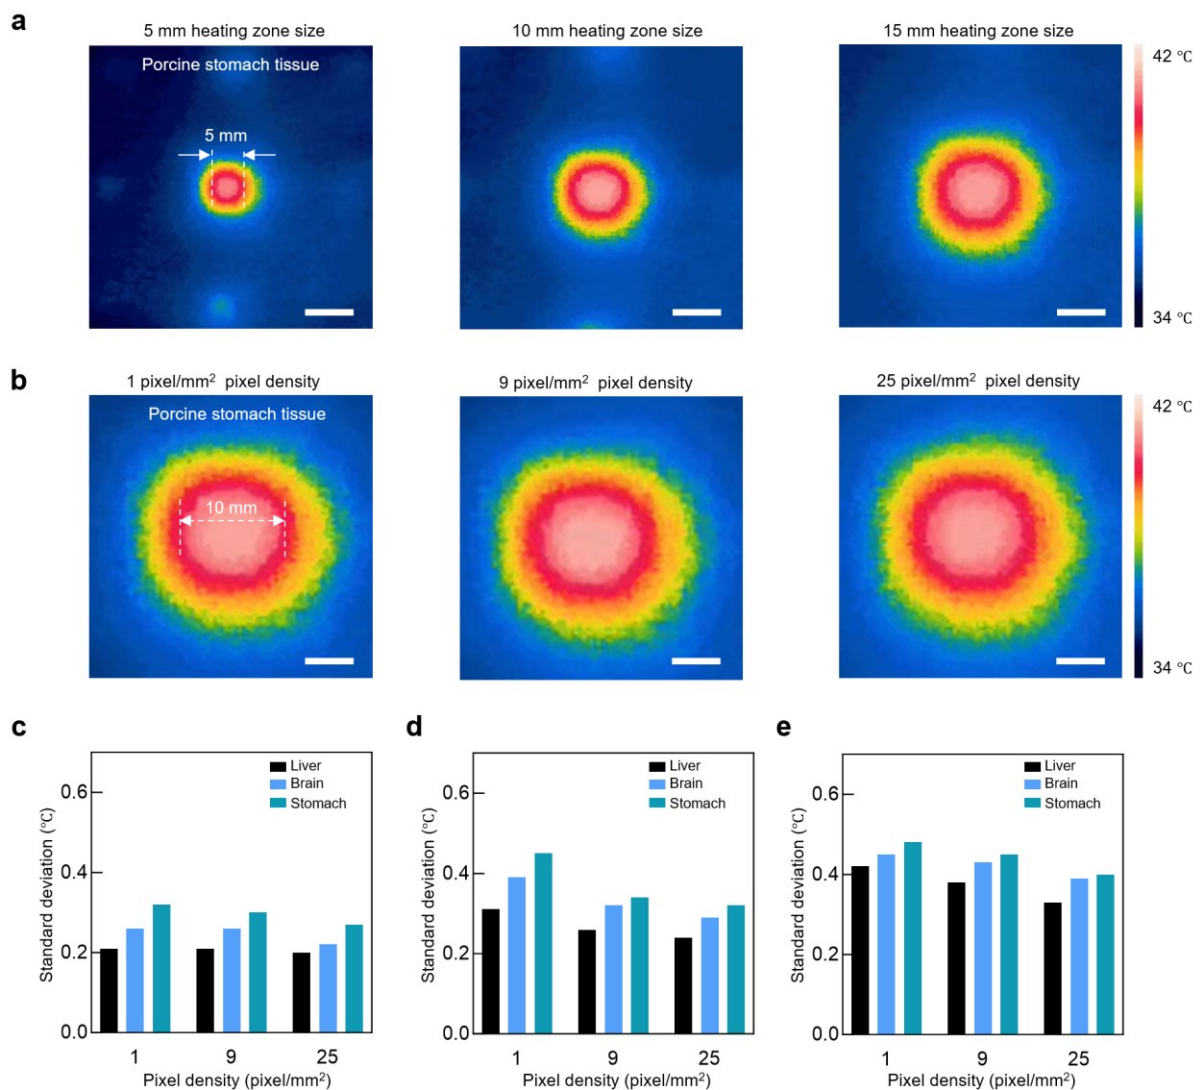 a
5 mm heating zone size
10 mm heating zone size
15 mm heating zone size
Porcine stomach tissue
5 mm
42 °C
34 °C
b
1 pixel/mm² pixel density
9 pixel/mm² pixel density
25 pixel/mm² pixel density
Porcine stomach tissue
10 mm
42 °C
34 °C
c
Standard deviation (°C)
0.6
0.4
0.2
0.0
Liver
Brain
Stomach
1 9 25
Pixel density (pixel/mm²)
d
Standard deviation (°C)
0.6
0.4
0.2
0.0
Liver
Brain
Stomach
1 9 25
Pixel density (pixel/mm²)
e
Standard deviation (°C)
0.6
0.4
0.2
0.0
Liver
Brain
Stomach
1 9 25
Pixel density (pixel/mm²)